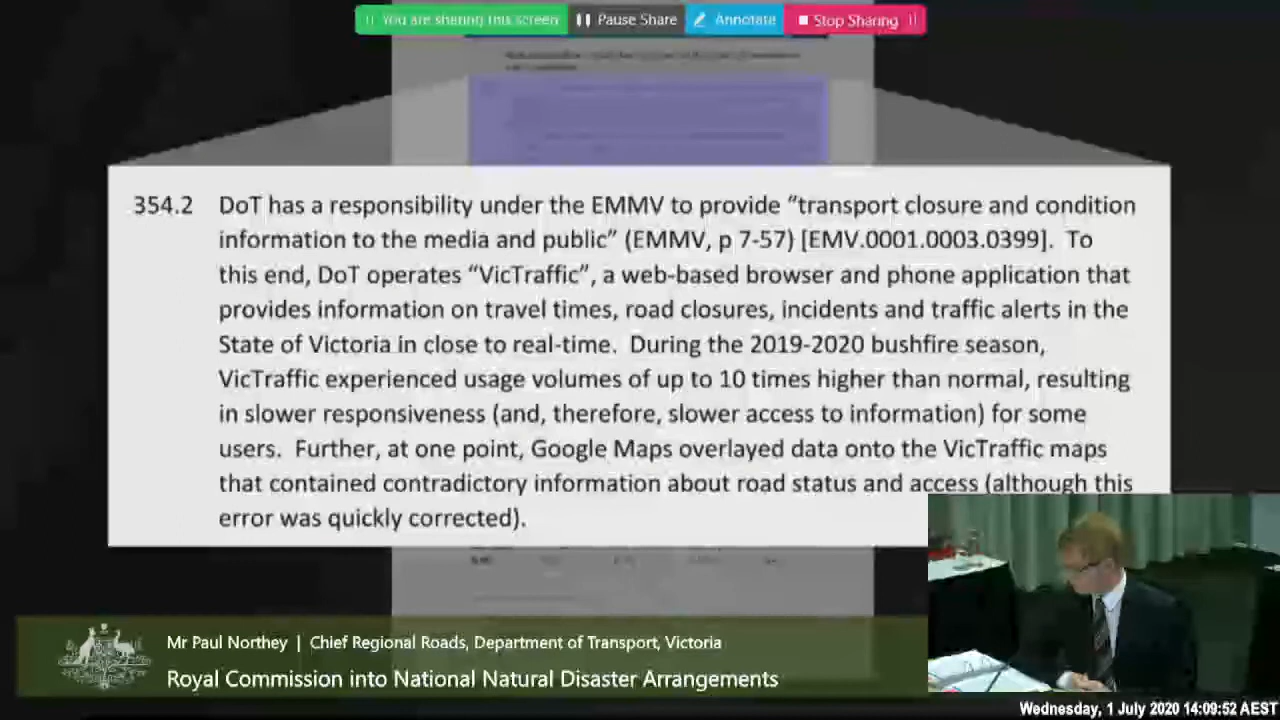 You are sharing this screen
Pause Share
Annotate
Stop Sharing
354.2 DoT has a responsibility under the EMMV to provide “transport closure and condition
information to the media and public” (EMMV, p 7-57) [EMV.0001.0003.0399]. To
this end, DoT operates “VicTraffic”, a web-based browser and phone application that
provides information on travel times, road closures, incidents and traffic alerts in the
State of Victoria in close to real-time. During the 2019-2020 bushfire season,
VicTraffic experienced usage volumes of up to 10 times higher than normal, resulting
in slower responsiveness (and, therefore, slower access to information) for some
users. Further, at one point, Google Maps overlayed data onto the VicTraffic maps
that contained contradictory information about road status and access (although this
error was quickly corrected).
Mr Paul Northey | Chief Regional Roads, Department of Transport, Victoria
Royal Commission into National Natural Disaster Arrangements
Wednesday, 1 July 2020 14:09:52 AEST